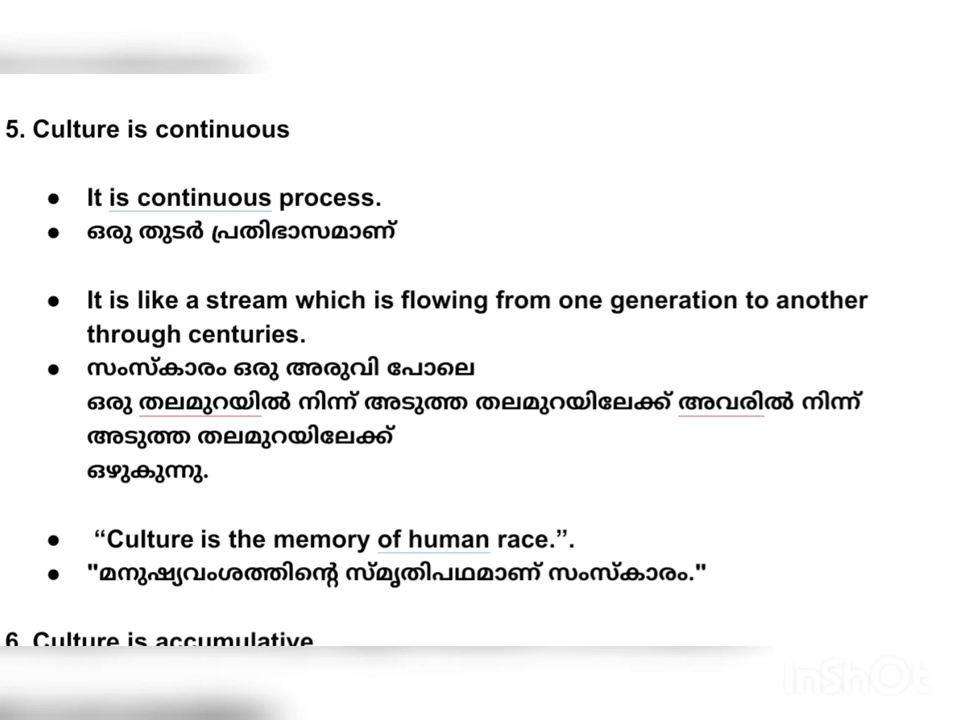 5. Culture is continuous
● It is continuous process.
● ഒരു തുടർ പ്രതിഭാസമാണ്
● It is like a stream which is flowing from one generation to another
through centuries.
● സംസ്കാരം ഒരു അരുവി പോലെ
ഒരു തലമുറയിൽ നിന്ന് അടുത്ത തലമുറയിലേക്ക് അവരിൽ നിന്ന്
അടുത്ത തലമുറയിലേക്ക്
ഒഴുകുന്നു.
● “Culture is the memory of human race.”.
● "മനുഷ്യവംശത്തിന്റെ സ്മൃതിപഥമാണ് സംസ്കാരം."
6. Culture is accumulative
InShOt